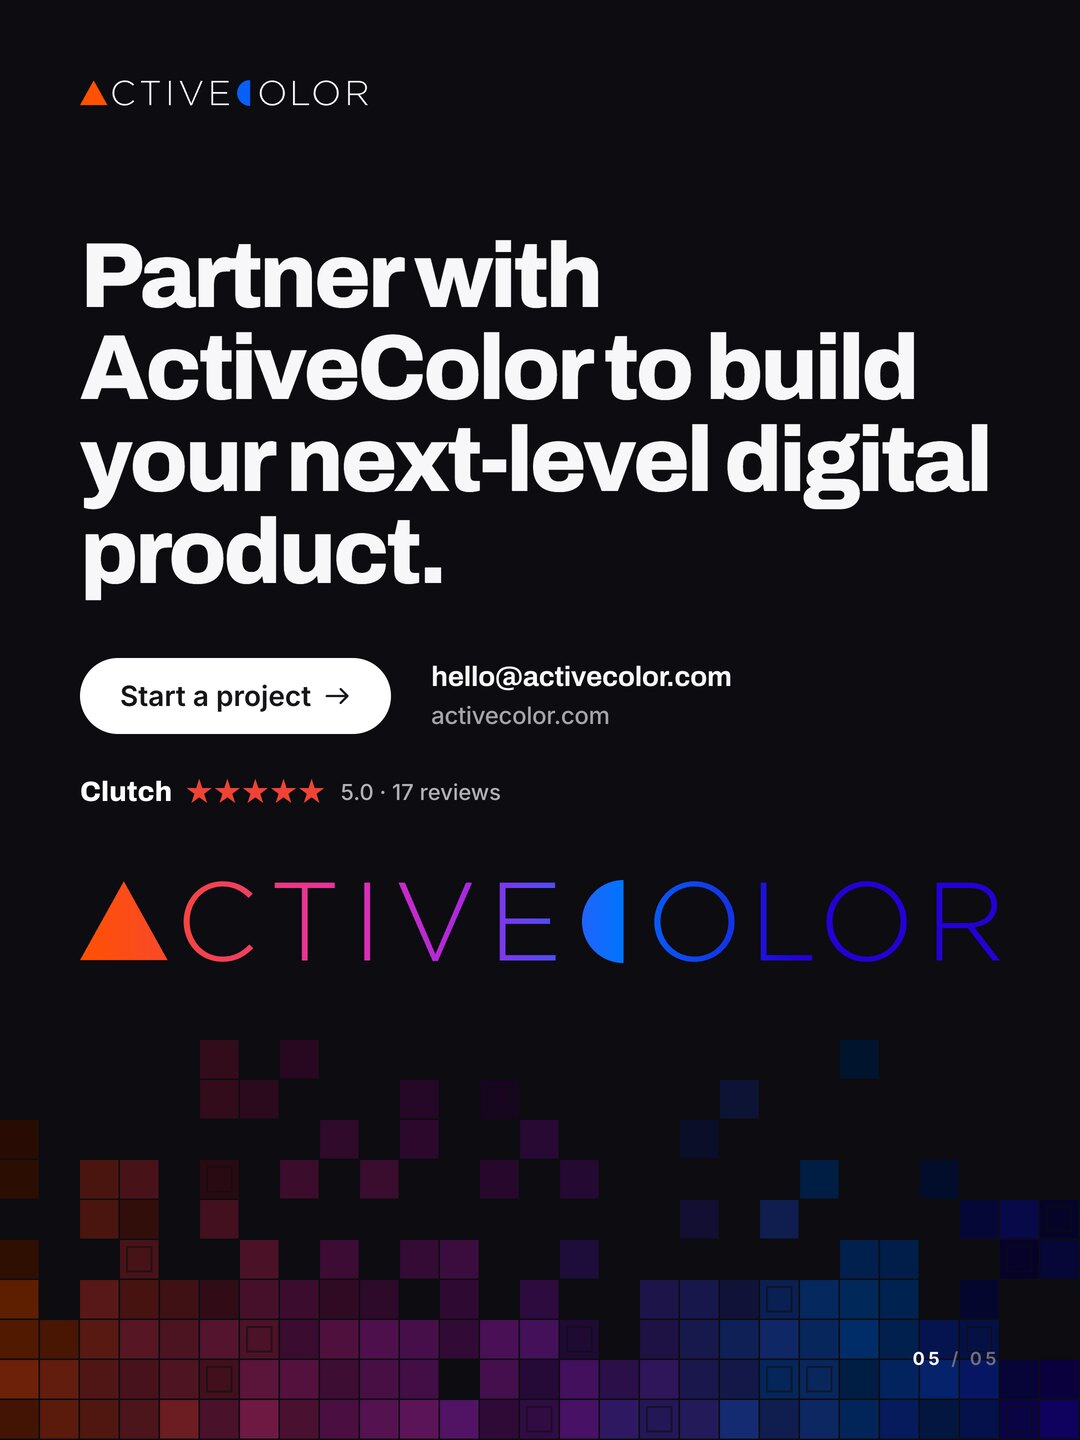 ACTIVECOLOR
Partner with
ActiveColor to build
your next-level digital
product.
Start a project →
hello@activecolor.com
activecolor.com
Clutch ★★★★★ 5.0 · 17 reviews
ACTIVECOLOR
05 / 05